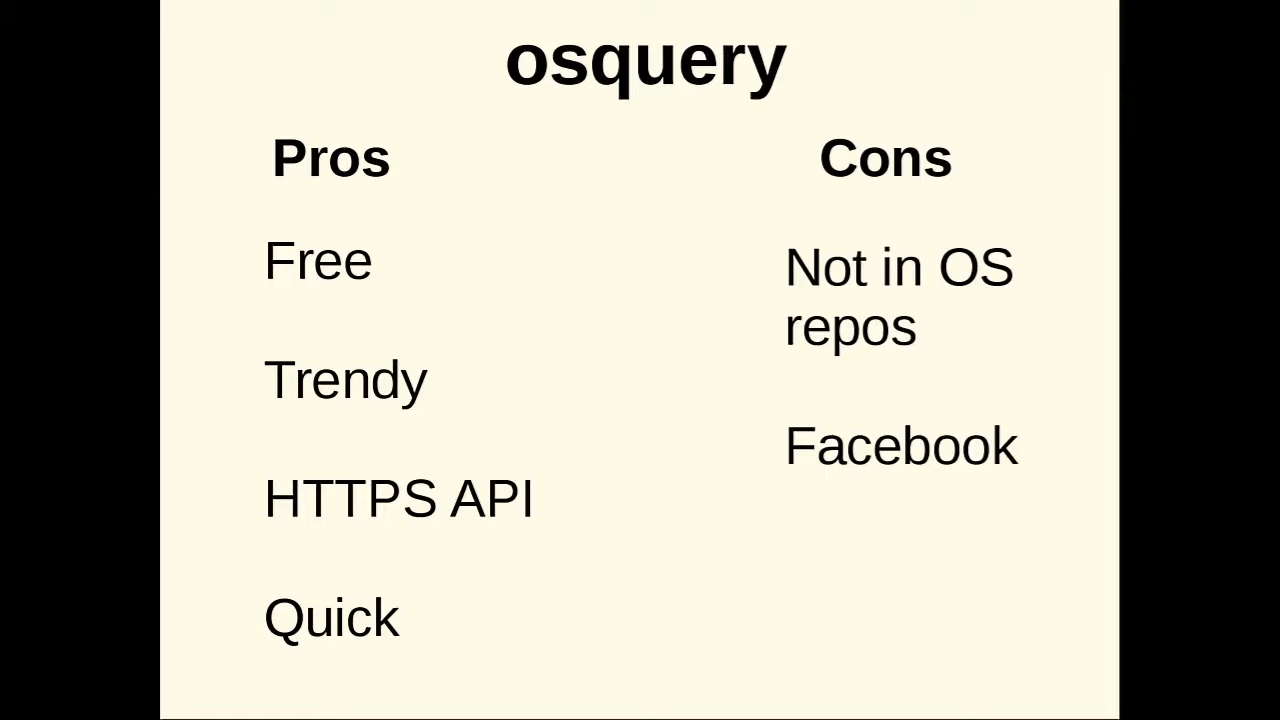 osquery
Pros
Free
Trendy
HTTPS API
Quick
Cons
Not in OS
repos
Facebook